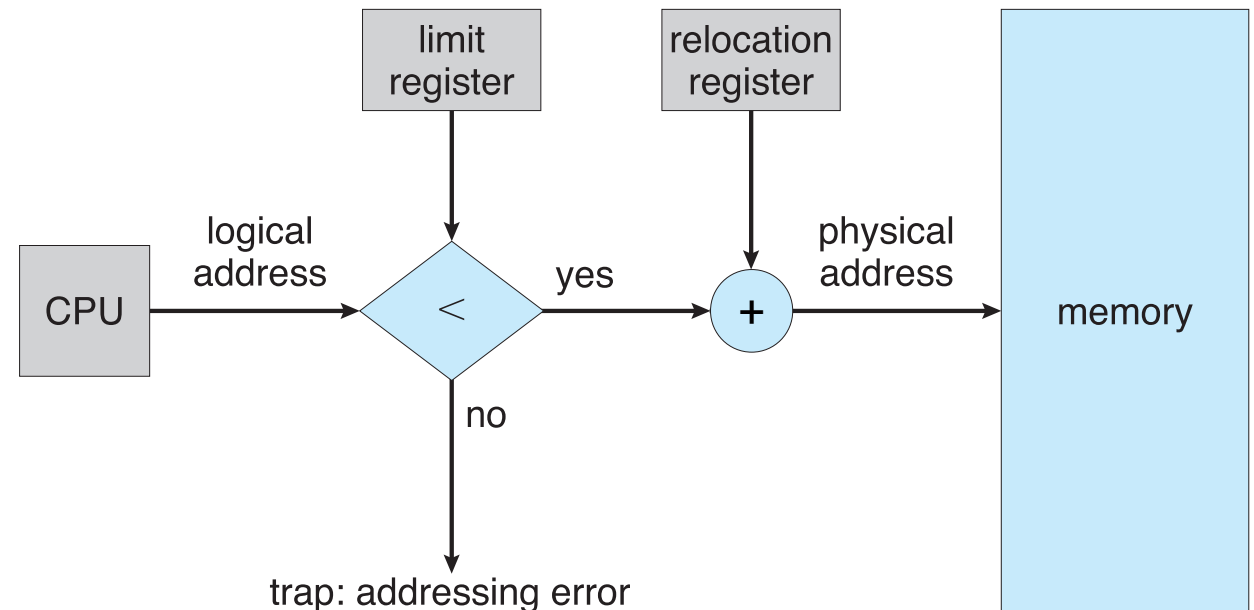 limit
register
relocation
register
logical
address
physical
address
CPU
<
yes
+
memory
no
trap: addressing error